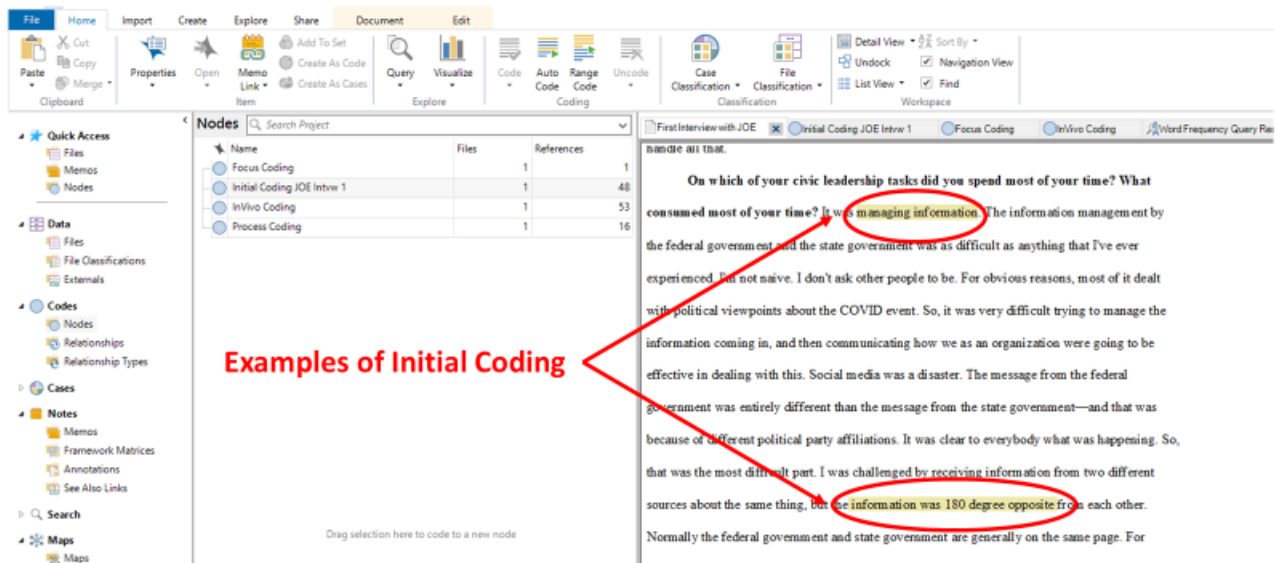 File Home Import Create Explore Share Document Edit
Cut
Copy
Merge
Paste
Clipboard
Properties
Open
Memo Link
Add To Set
Create As Code
Create As Cases
Item
Query
Visualize
Explore
Code
Auto Code
Range Code
Uncode
Coding
Case Classification
File Classification
Classification
Detail View
Undock
List View
Sort By
Navigation View
Find
Workspace
Quick Access
Files
Memos
Nodes
Data
Files
File Classifications
Externals
Codes
Nodes
Relationships
Relationship Types
Cases
Notes
Memos
Framework Matrices
Annotations
See Also Links
Search
Maps
Maps
Nodes Search Project
Name Files References
Focus Coding 1 1
Initial Coding JOE Intvw 1 1 48
InVivo Coding 1 53
Process Coding 1 16
Examples of Initial Coding
Drag selection here to code to a new node
First Interview with JOE Initial Coding JOE Intvw 1 Focus Coding InVivo Coding Word Frequency Query Res
handle all that.
On which of your civic leadership tasks did you spend most of your time? What
consumed most of your time? It was managing information. The information management by
the federal government and the state government was as difficult as anything that I've ever
experienced. I'm not naive. I don't ask other people to be. For obvious reasons, most of it dealt
with political viewpoints about the COVID event. So, it was very difficult trying to manage the
information coming in, and then communicating how we as an organization were going to be
effective in dealing with this. Social media was a disaster. The message from the federal
government was entirely different than the message from the state government—and that was
because of different political party affiliations. It was clear to everybody what was happening. So,
that was the most difficult part. I was challenged by receiving information from two different
sources about the same thing, but the information was 180 degree opposite from each other.
Normally the federal government and state government are generally on the same page. For